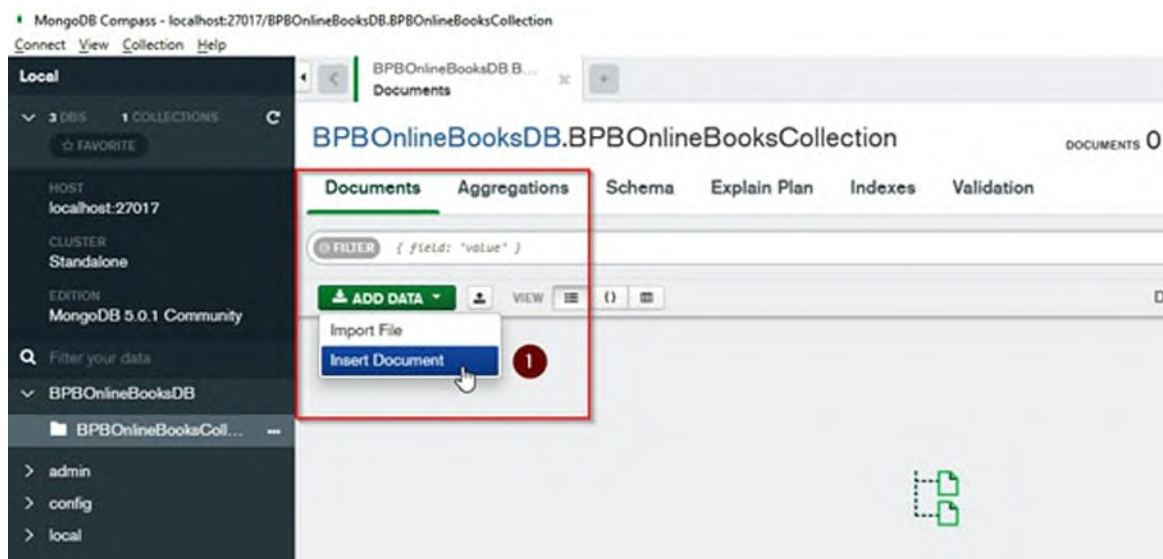 MongoDB Compass - localhost:27017/BPBOnlineBooksDB.BPBOnlineBooksCollection
Connect View Collection Help
Local
3 DBS 1 COLLECTIONS
FAVORITE
HOST
localhost:27017
CLUSTER
Standalone
EDITION
MongoDB 5.0.1 Community
Filter your data
BPBOnlineBooksDB
BPBOnlineBooksColl...
admin
config
local
BPBOnlineBooksDB.B...
Documents
BPBOnlineBooksDB.BPBOnlineBooksCollection
DOCUMENTS 0
Documents Aggregations Schema Explain Plan Indexes Validation
FILTER { field: 'value' }
ADD DATA VIEW {}
Import File
Insert Document
1